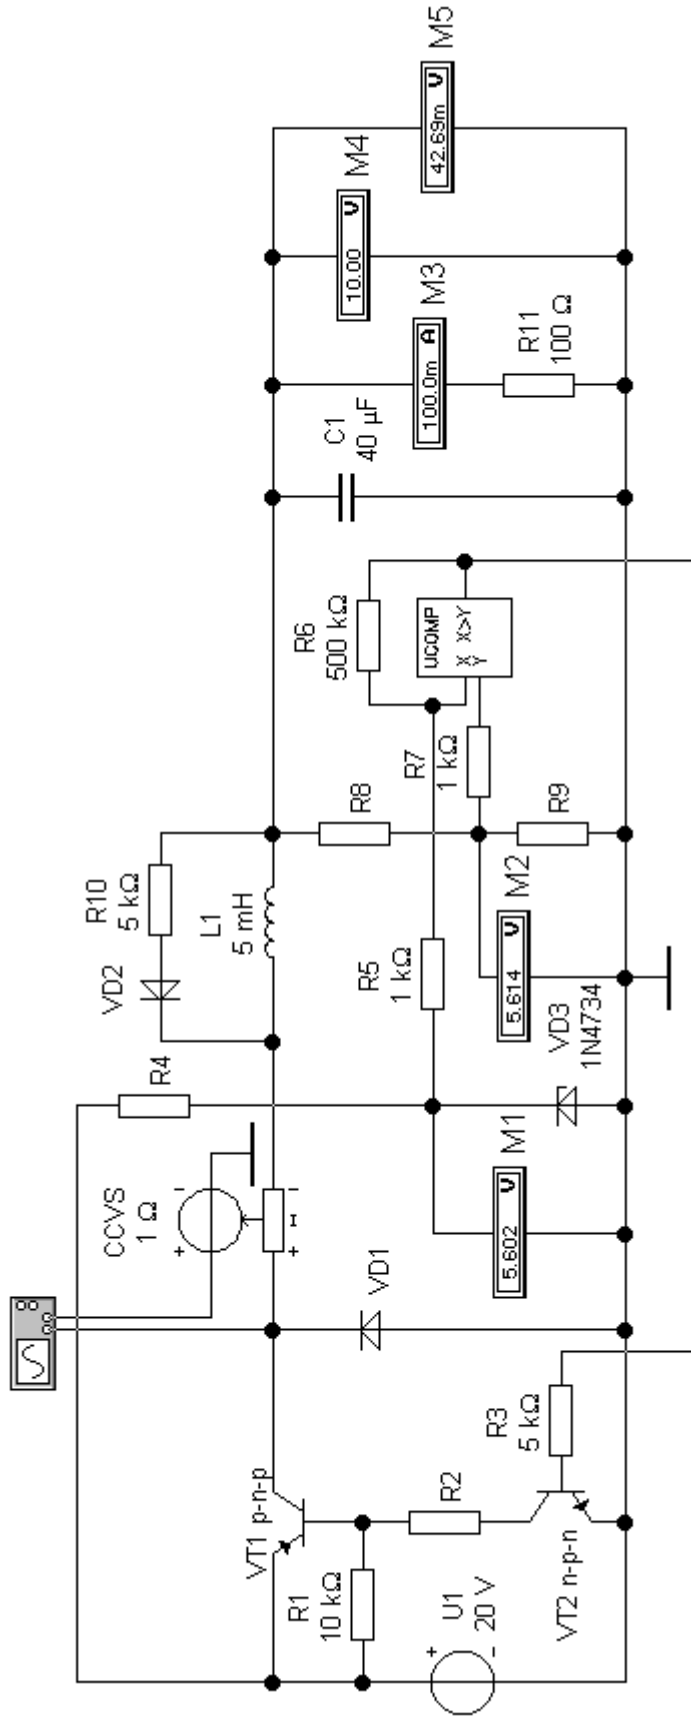 CCVS
1 Ω
+
−
+
−
I
VT1 p-n-p
R1
10 kΩ
U1
20 V
+
−
R2
VT2 n-p-n
R3
5 kΩ
VD1
M1
5.602 V
R4
VD2
R10
5 kΩ
L1
5 mH
R5
1 kΩ
VD3
1N4734
M2
5.614 V
R8
R9
R7
1 kΩ
R6
500 kΩ
UCOMP
X X>Y
Y
C1
40 µF
M3
100.0m A
R11
100 Ω
M4
10.00 V
M5
42.69m V